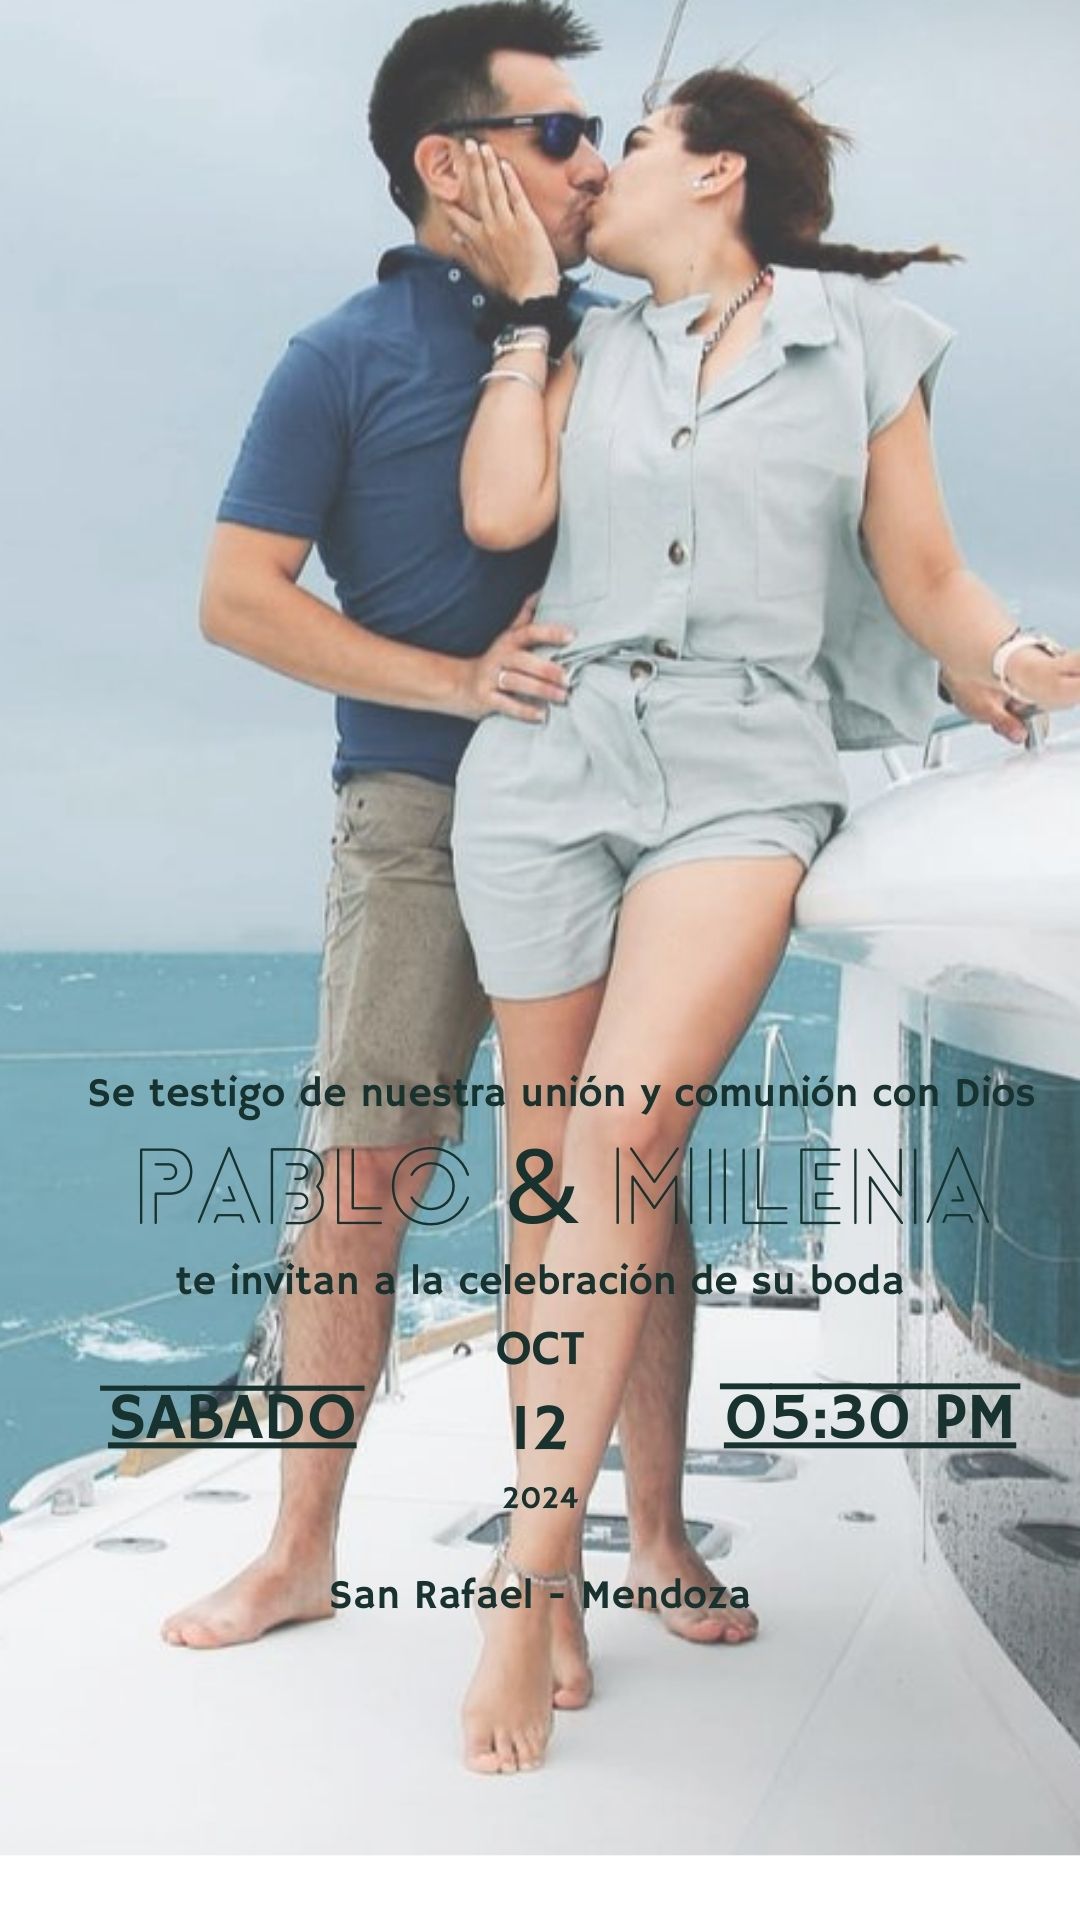 Se testigo de nuestra unión y comunión con Dios
PABLO & MILENA
te invitan a la celebración de su boda
OCT
SABADO 12 05:30 PM
2024
San Rafael - Mendoza